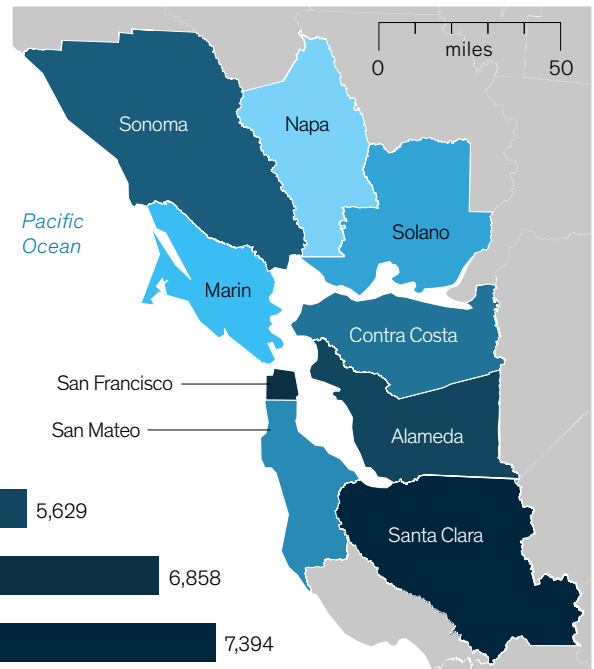 miles
0
50
Sonoma
Napa
Pacific
Ocean
Solano
Marin
Contra Costa
San Francisco
San Mateo
Alameda
5,629
Santa Clara
6,858
7,394